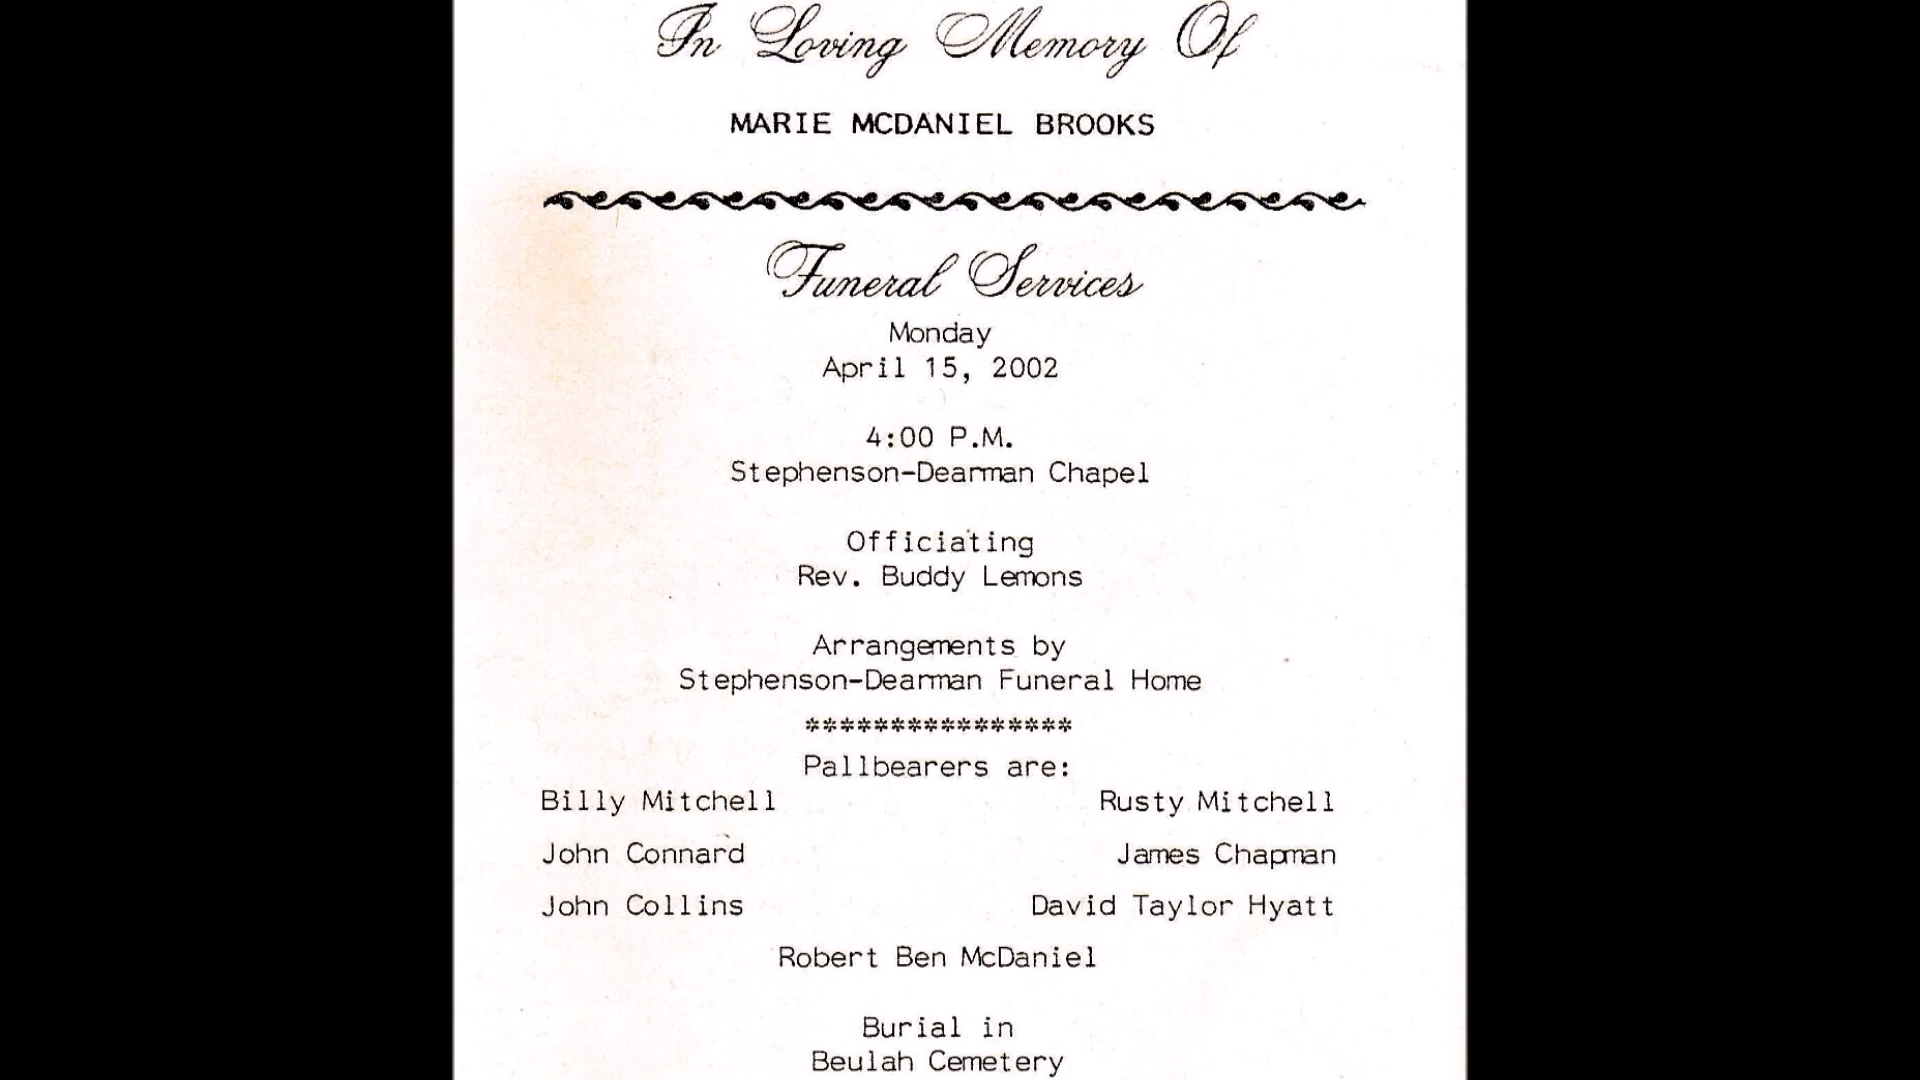 In Loving Memory Of
MARIE MCDANIEL BROOKS
Funeral Services
Monday
April 15, 2002
4:00 P.M.
Stephenson-Dearman Chapel
Officiating
Rev. Buddy Lemons
Arrangements by
Stephenson-Dearman Funeral Home
****************
Pallbearers are:
Billy Mitchell Rusty Mitchell
John Connard James Chapman
John Collins David Taylor Hyatt
Robert Ben McDaniel
Burial in
Beulah Cemetery